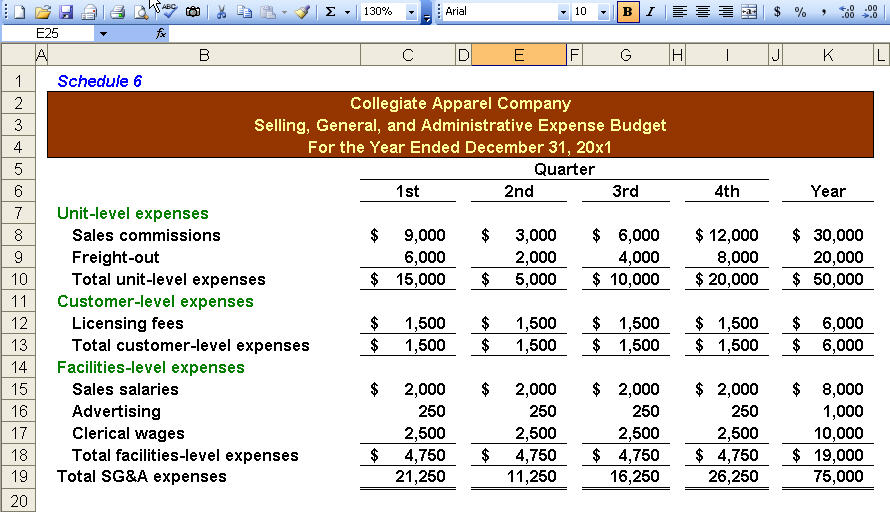 130% Arial 10 B I $ % ,
E25 fx
A B C D E F G H I J K L
1 Schedule 6
2 Collegiate Apparel Company
3 Selling, General, and Administrative Expense Budget
4 For the Year Ended December 31, 20x1
5 Quarter
6 1st 2nd 3rd 4th Year
7 Unit-level expenses
8 Sales commissions $ 9,000 $ 3,000 $ 6,000 $ 12,000 $ 30,000
9 Freight-out 6,000 2,000 4,000 8,000 20,000
10 Total unit-level expenses $ 15,000 $ 5,000 $ 10,000 $ 20,000 $ 50,000
11 Customer-level expenses
12 Licensing fees $ 1,500 $ 1,500 $ 1,500 $ 1,500 $ 6,000
13 Total customer-level expenses $ 1,500 $ 1,500 $ 1,500 $ 1,500 $ 6,000
14 Facilities-level expenses
15 Sales salaries $ 2,000 $ 2,000 $ 2,000 $ 2,000 $ 8,000
16 Advertising 250 250 250 250 1,000
17 Clerical wages 2,500 2,500 2,500 2,500 10,000
18 Total facilities-level expenses $ 4,750 $ 4,750 $ 4,750 $ 4,750 $ 19,000
19 Total SG&A expenses 21,250 11,250 16,250 26,250 75,000
20